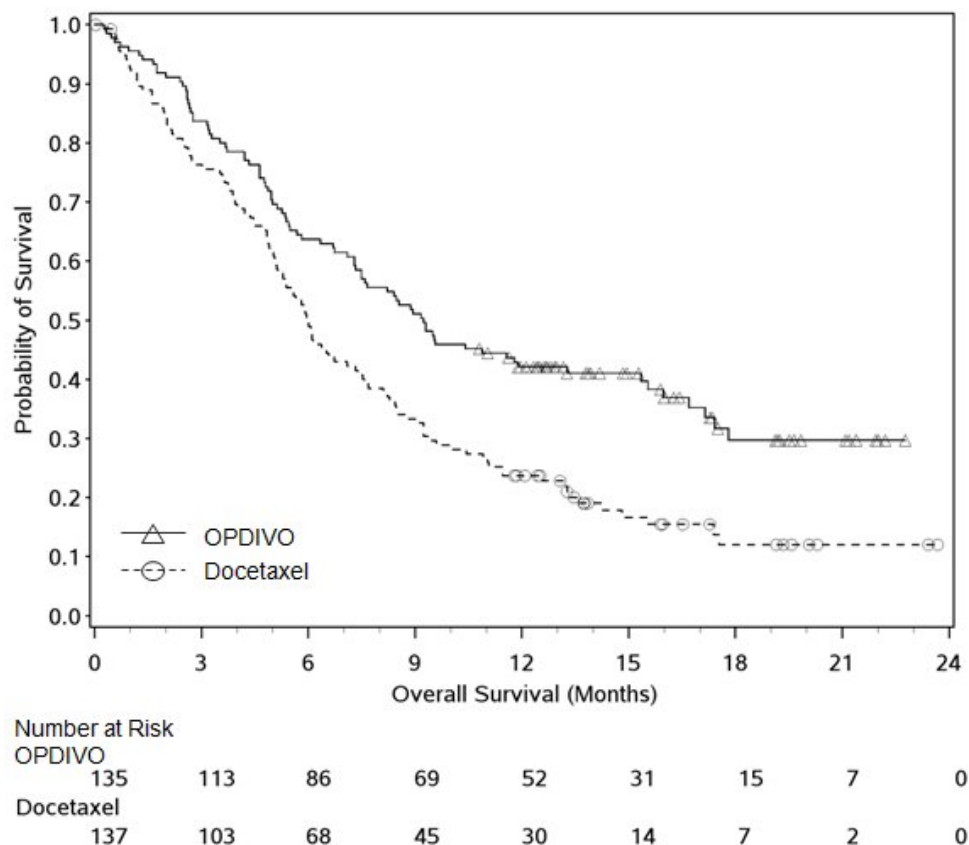 1.0
0.9
0.8
0.7
0.6
0.5
0.4
0.3
0.2
0.1
0.0
Probability of Survival
OPDIVO
Docetaxel
0 3 6 9 12 15 18 21 24
Overall Survival (Months)
Number at Risk
OPDIVO
135 113 86 69 52 31 15 7 0
Docetaxel
137 103 68 45 30 14 7 2 0